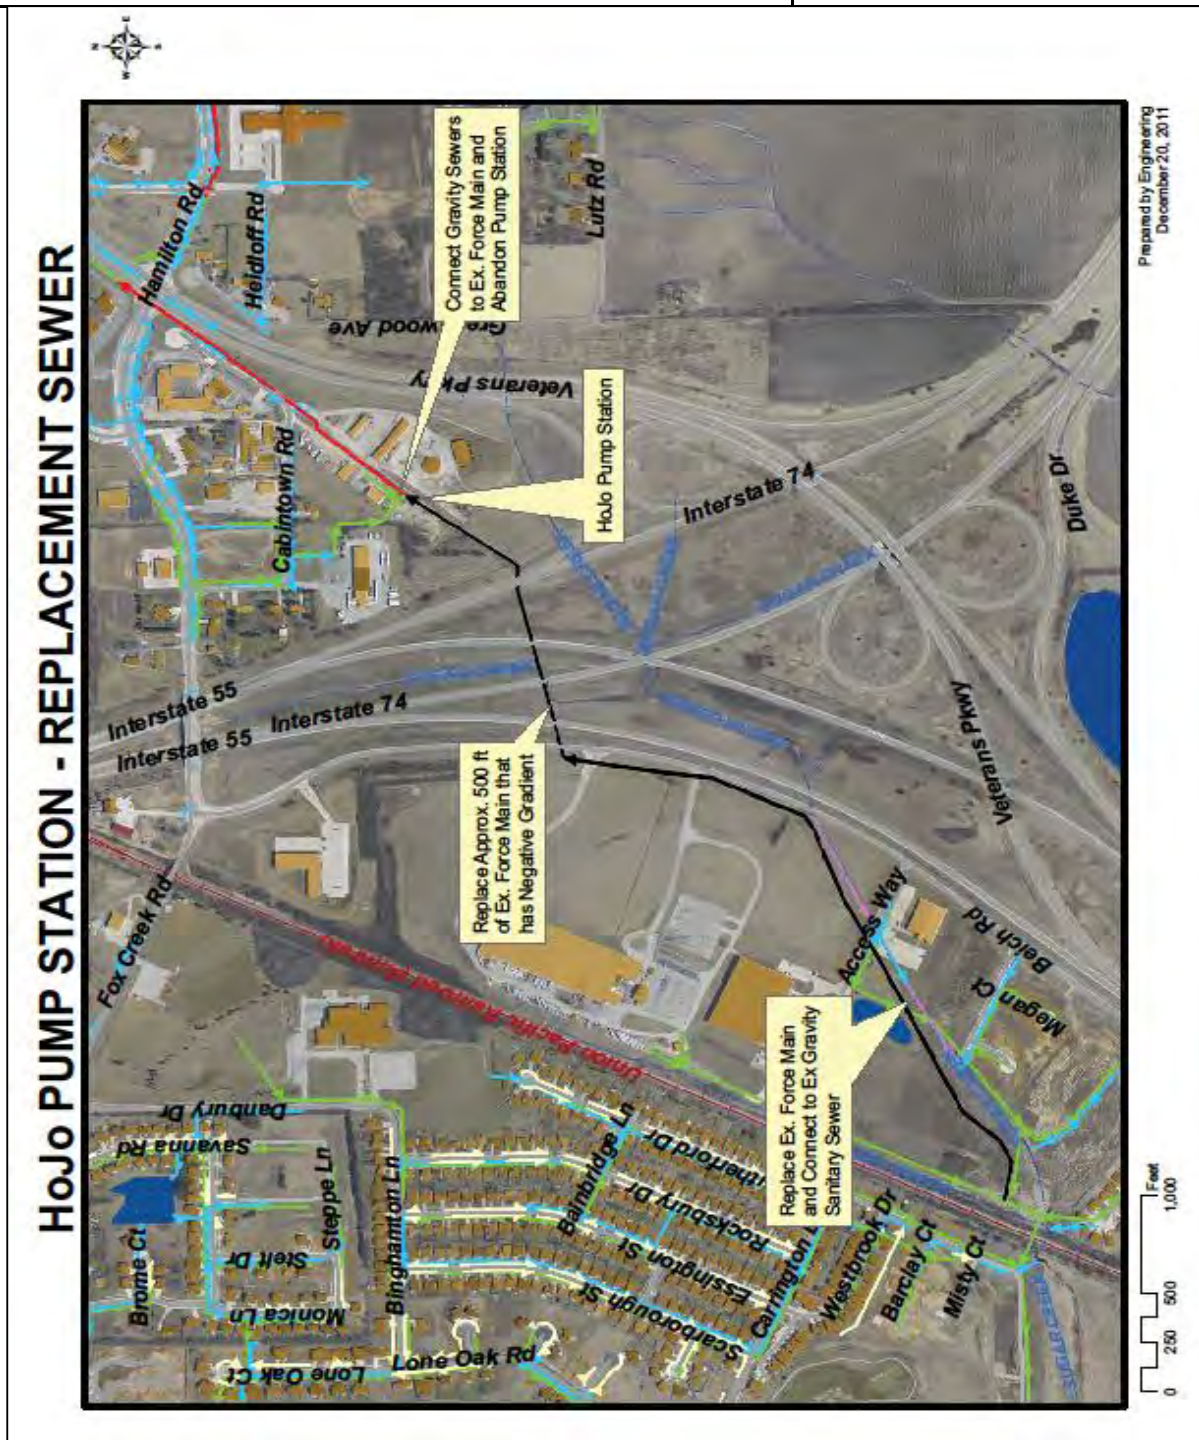 HoJo PUMP STATION - REPLACEMENT SEWER
N
E
S
W
Hamilton Rd
Heidloff Rd
Lutz Rd
Connect Gravity Sewers
to Ex. Force Main and
Abandon Pump Station
wood Ave
Veterans Pkwy
Cabintown Rd
HoJo Pump Station
Interstate 74
Duke Dr
Interstate 55
Interstate 74
Interstate 55
Veterans Pkwy
Replace Approx. 500 ft
of Ex. Force Main that
has Negative Gradient
Fox Creek Rd
Union Pacific Railroad
Access Way
Beich Rd
Megan Ct
Replace Ex. Force Main
and Connect to Ex Gravity
Sanitary Sewer
Danbury Dr
Savanna Rd
Steppe Ln
Binghamton Ln
Bainbridge Ln
therford Dr
Rocksbury Dr
Essington St
Scarborough St
Carrington
Westbrook Dr
Barclay Ct
Misty Ct
Brome Ct
Stelt Dr
Monica Ln
Lone Oak Ct
Lone Oak Rd
Prepared by Engineering
December 20, 2011
Feet
0 250 500 1,000